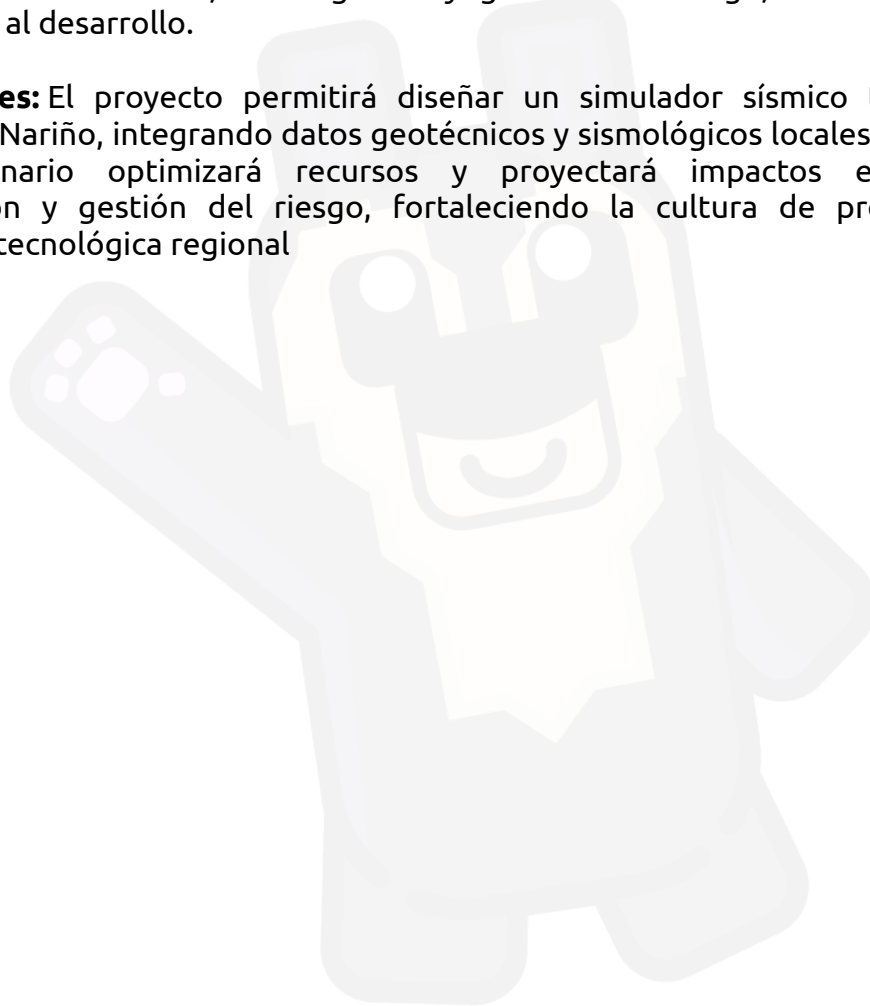 al desarrollo.
es: El proyecto permitirá diseñar un simulador sísmico
Nariño, integrando datos geotécnicos y sismológicos locales
nario optimizará recursos y proyectará impactos e
n y gestión del riesgo, fortaleciendo la cultura de pr
tecnológica regional